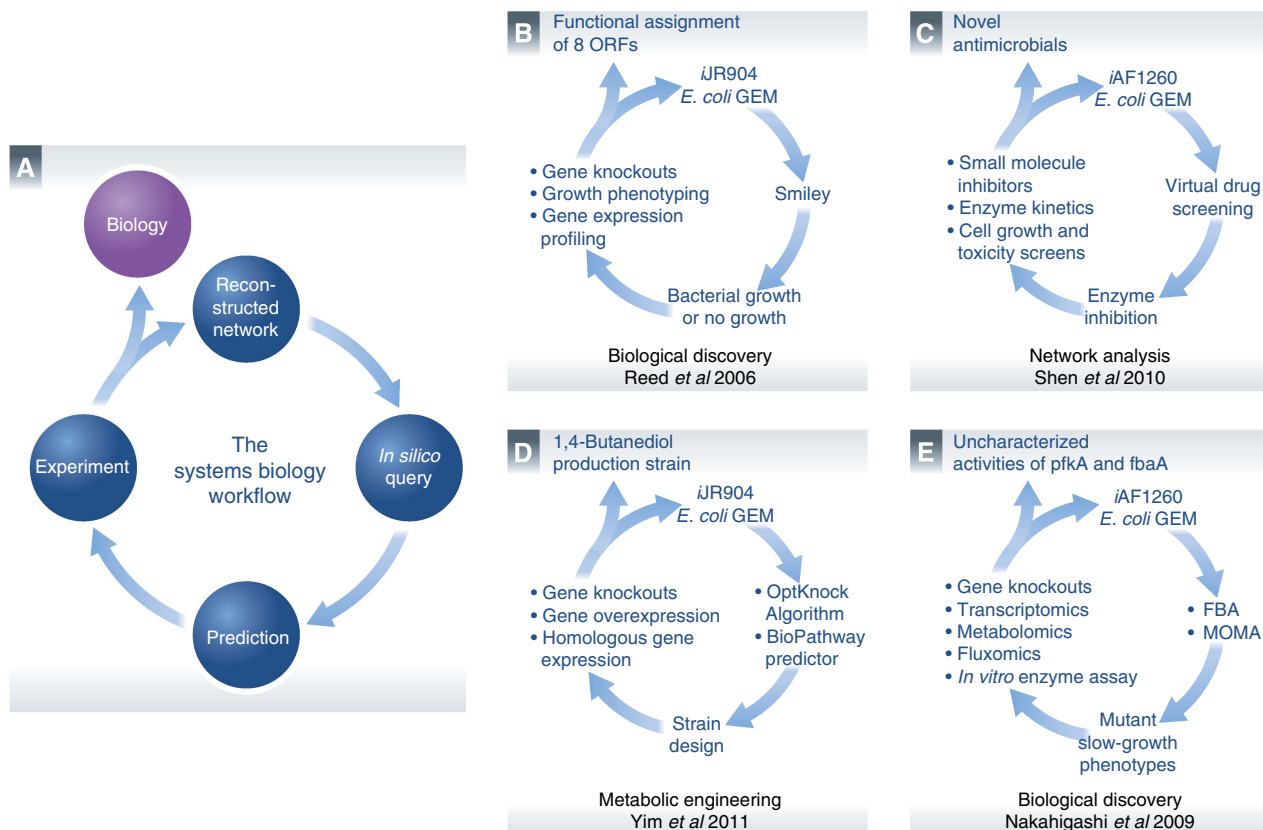 A
Biology
Recon-
structed
network
In silico
query
Prediction
Experiment
The
systems biology
workflow
B
Functional assignment
of 8 ORFs
iJR904
E. coli GEM
Smiley
Bacterial growth
or no growth
• Gene knockouts
• Growth phenotyping
• Gene expression
profiling
Biological discovery
Reed et al 2006
C
Novel
antimicrobials
iAF1260
E. coli GEM
Virtual drug
screening
Enzyme
inhibition
• Small molecule
inhibitors
• Enzyme kinetics
• Cell growth and
toxicity screens
Network analysis
Shen et al 2010
D
1,4-Butanediol
production strain
iJR904
E. coli GEM
• OptKnock
Algorithm
• BioPathway
predictor
Strain
design
• Gene knockouts
• Gene overexpression
• Homologous gene
expression
Metabolic engineering
Yim et al 2011
E
Uncharacterized
activities of pfkA and fbaA
iAF1260
E. coli GEM
• FBA
• MOMA
Mutant
slow-growth
phenotypes
• Gene knockouts
• Transcriptomics
• Metabolomics
• Fluxomics
• In vitro enzyme assay
Biological discovery
Nakahigashi et al 2009